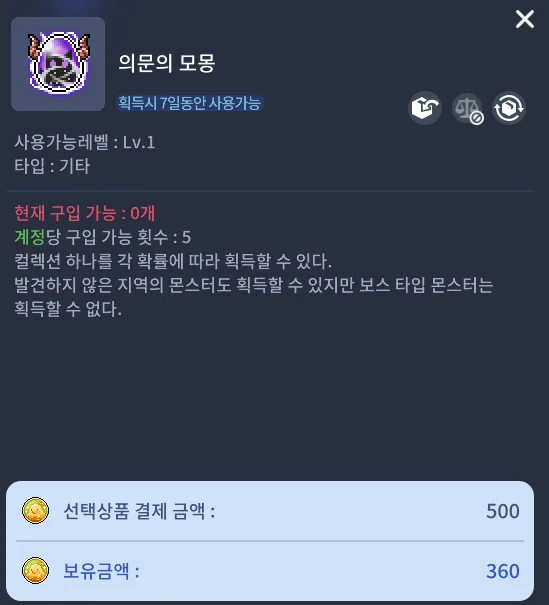 의문의 모몽
획득시 7일동안 사용가능
사용가능레벨 : Lv.1
타입 : 기타
현재 구입 가능 : 0개
계정당 구입 가능 횟수 : 5
컬렉션 하나를 각 확률에 따라 획득할 수 있다.
발견하지 않은 지역의 몬스터도 획득할 수 있지만 보스 타입 몬스터는
획득할 수 없다.
선택상품 결제 금액 : 500
보유금액 : 360